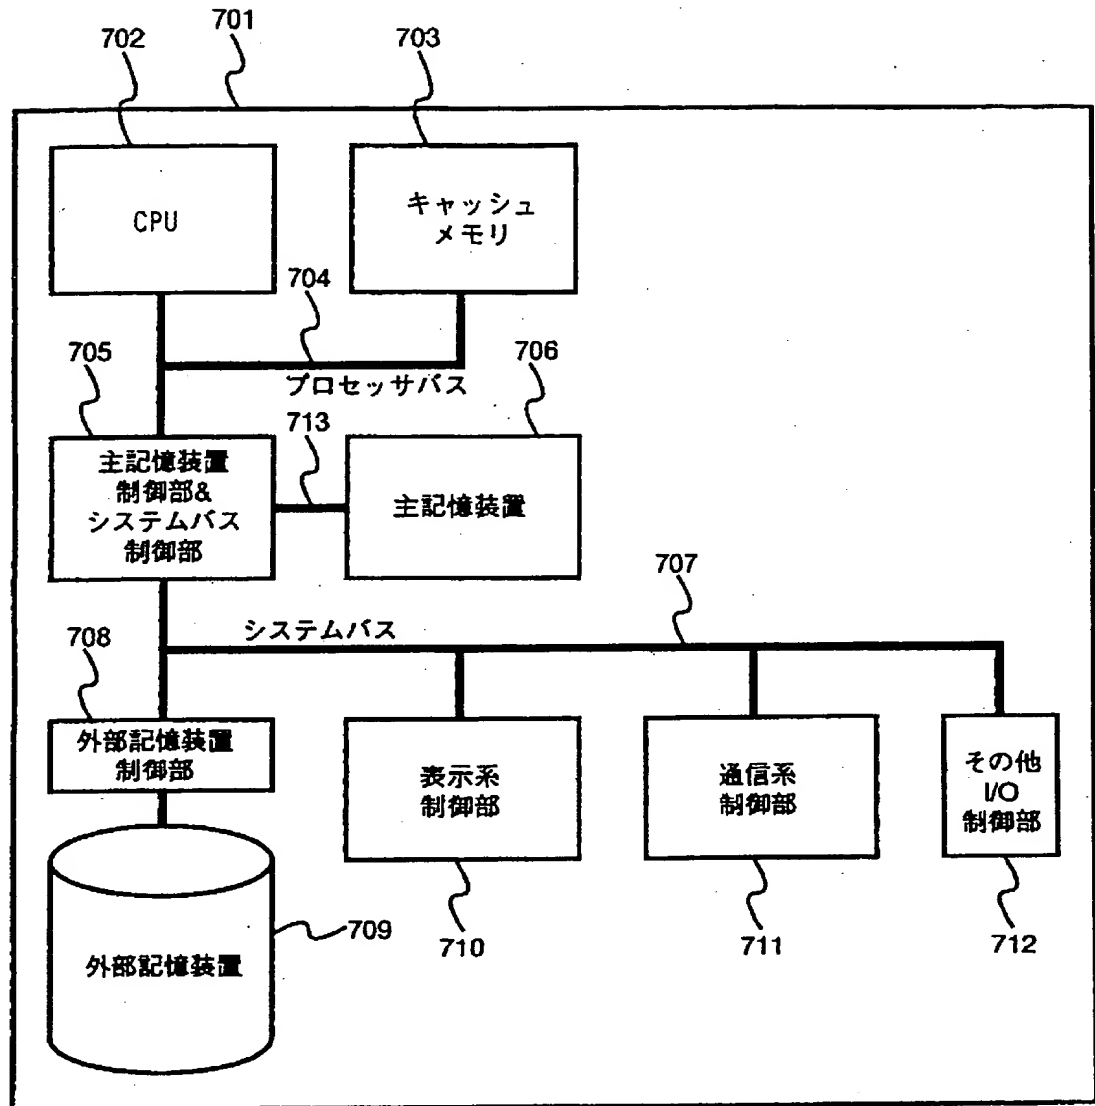 701
702
703
CPU
キャッシュ
メモリ
704
プロセッサバス
705
706
713
主記憶装置
制御部&
システムバス
制御部
主記憶装置
707
システムバス
708
外部記憶装置
制御部
表示系
制御部
通信系
制御部
その他
I/O
制御部
709
外部記憶装置
710
711
712